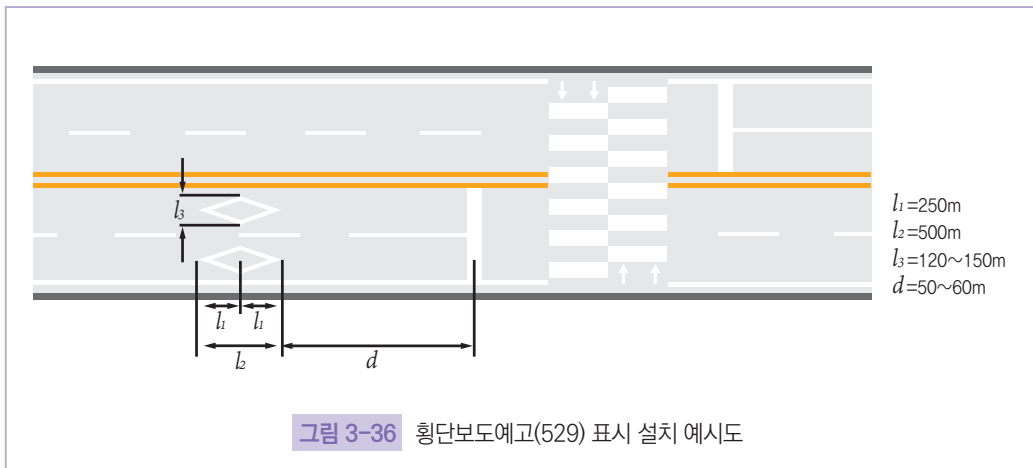 l3
l1 l1
l2
d
l1=250m
l2=500m
l3=120~150m
d=50~60m
그림 3-36 횡단보도예고(529) 표시 설치 예시도